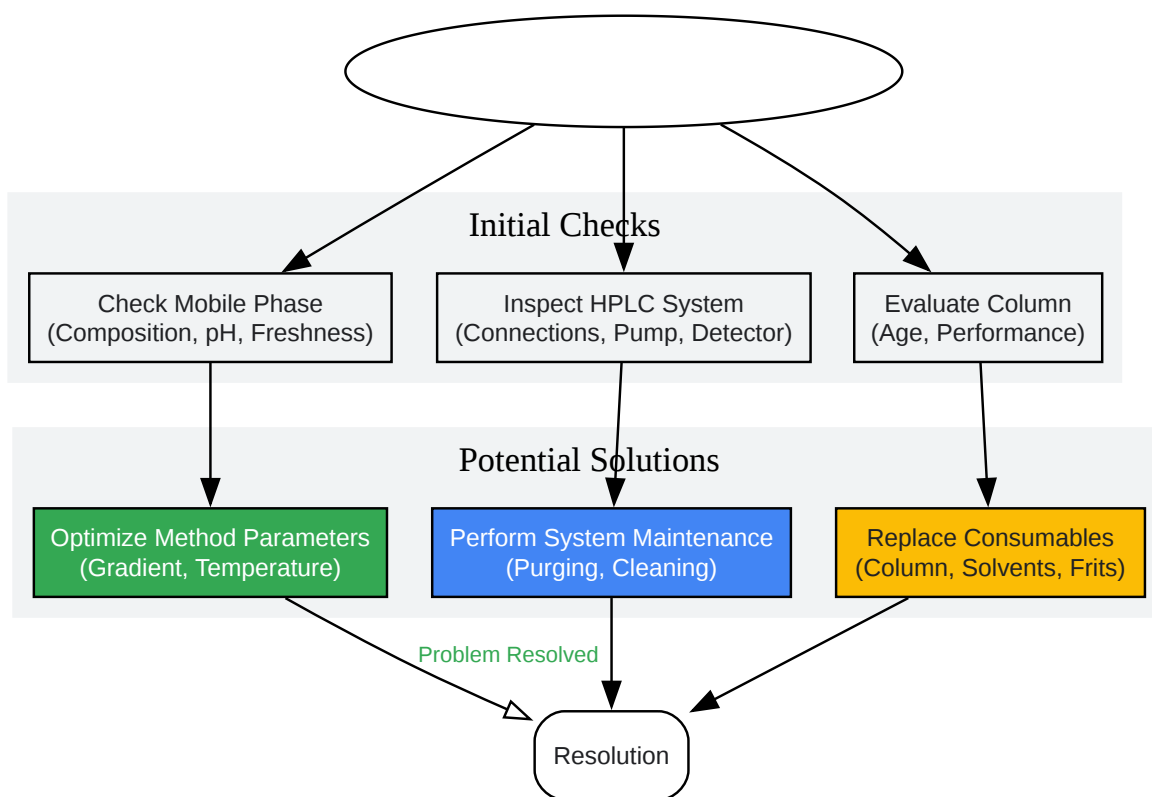 Initial Checks
Check Mobile Phase
(Composition, pH, Freshness)
Inspect HPLC System
(Connections, Pump, Detector)
Evaluate Column
(Age, Performance)
Potential Solutions
Optimize Method Parameters
(Gradient, Temperature)
Perform System Maintenance
(Purging, Cleaning)
Replace Consumables
(Column, Solvents, Frits)
Problem Resolved
Resolution